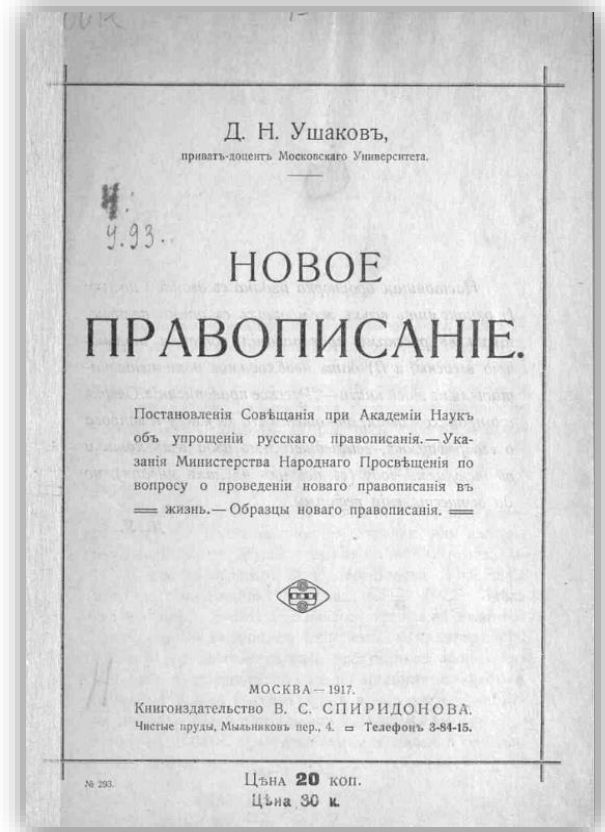 Д. Н. Ушаковъ,
приватъ-доцентъ Московскаго Университета.
Ч.
У.93..
НОВОЕ
ПРАВОПИСАНІЕ.
Постановленія Совѣщанія при Академіи Наукъ
объ упрощеніи русскаго правописанія. — Ука-
занія Министерства Народнаго Просвѣщенія по
вопросу о проведеніи новаго правописанія въ
жизнь. — Образцы новаго правописанія.
МОСКВА — 1917.
Книгоиздательство В. С. СПИРИДОНОВА.
Чистые пруды, Мыльниковъ пер., 4. Телефонъ 3-84-15.
№ 293.
Цѣна 20 коп.
Цѣна 30 к.